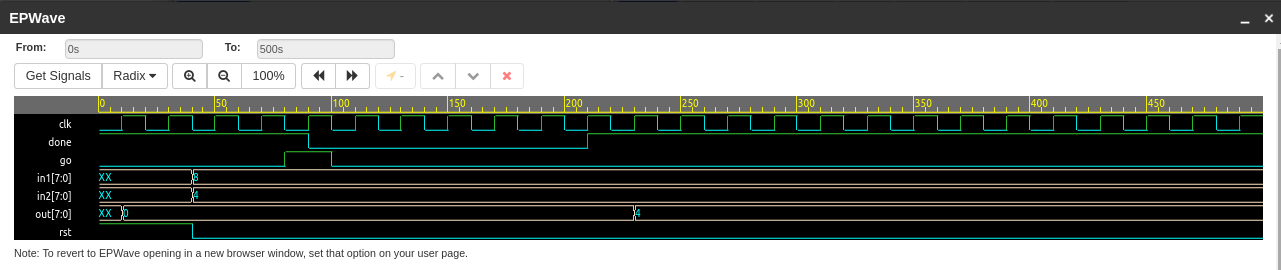 EPWave
From: 0s To: 500s
Get Signals Radix 100% -
0 50 100 150 200 250 300 350 400 450
clk
done
go
in1[7:0] XX 8
in2[7:0] XX 4
out[7:0] XX 0 4
rst
Note: To revert to EPWave opening in a new browser window, set that option on your user page.